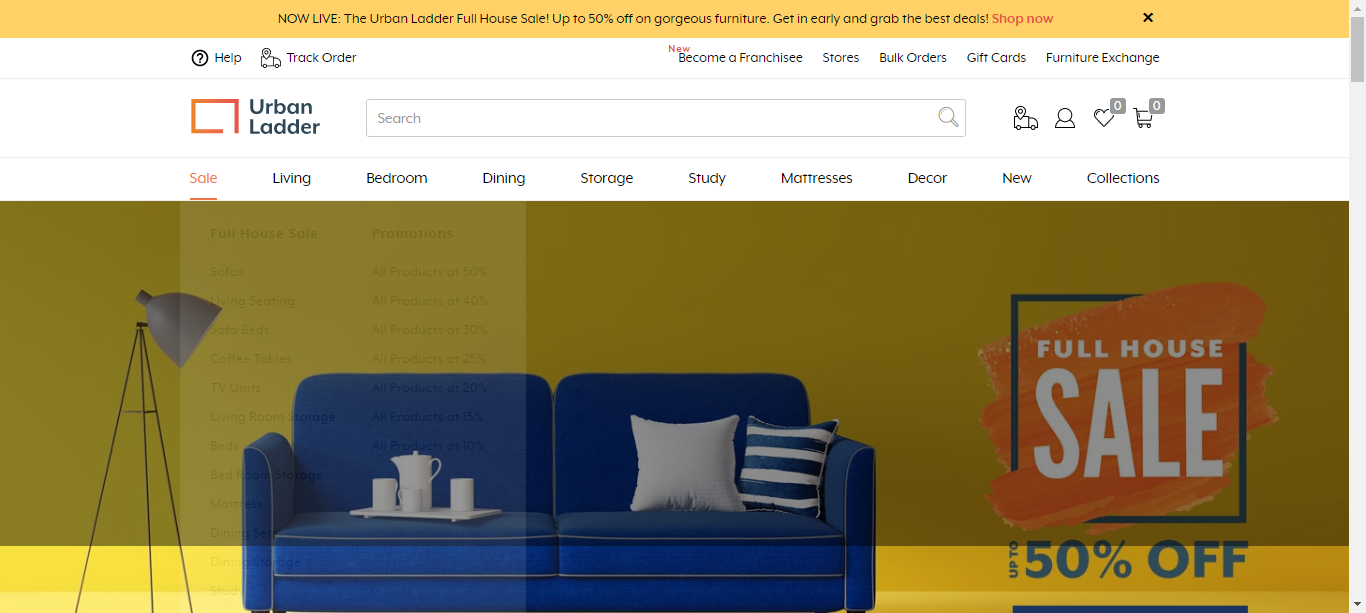 NOW LIVE: The Urban Ladder Full House Sale! Up to 50% off on gorgeous furniture. Get in early and grab the best deals! Shop now
Help
Track Order
New
Become a Franchisee
Stores
Bulk Orders
Gift Cards
Furniture Exchange
Urban
Ladder
Search
0
0
Sale
Living
Bedroom
Dining
Storage
Study
Mattresses
Decor
New
Collections
Full House Sale
Sofas
Living Seating
Sofa Beds
Coffee Tables
TV Units
Living Room Storage
Beds
Bed Room Storage
Mattress
Dining Sets
Dining Storage
Study
Promotions
All Products at 50%
All Products at 40%
All Products at 30%
All Products at 25%
All Products at 20%
All Products at 15%
All Products at 10%
FULL HOUSE
SALE
UP TO
50% OFF